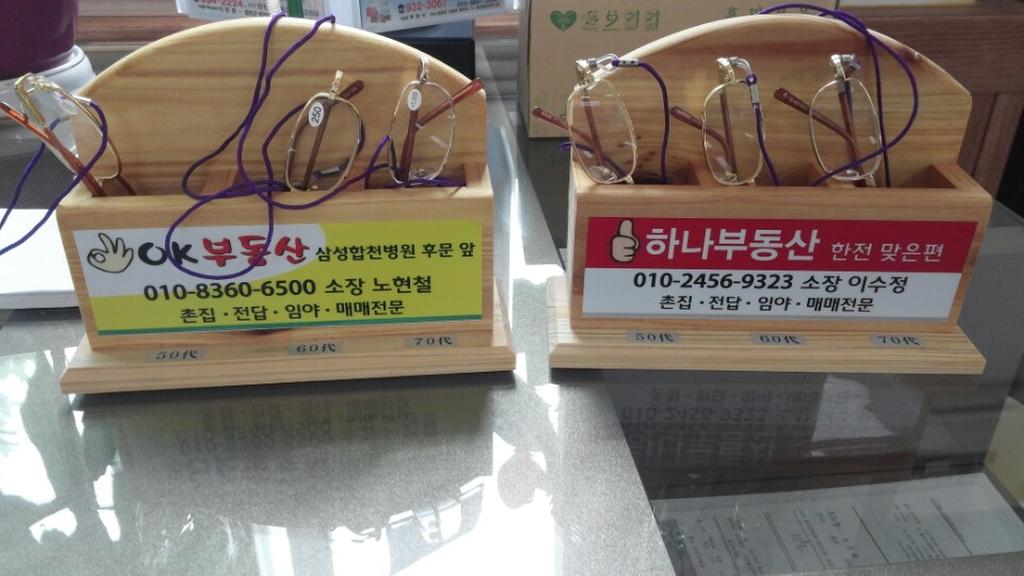 932-3067
250
OK 부동산 삼성합천병원 후문 앞
010-8360-6500 소장 노현철
촌집 · 전답 · 임야 · 매매전문
50代 60代 70代
하나부동산 한전 맞은편
010-2456-9323 소장 이수정
촌집 · 전답 · 임야 · 매매전문
50代 60代 70代